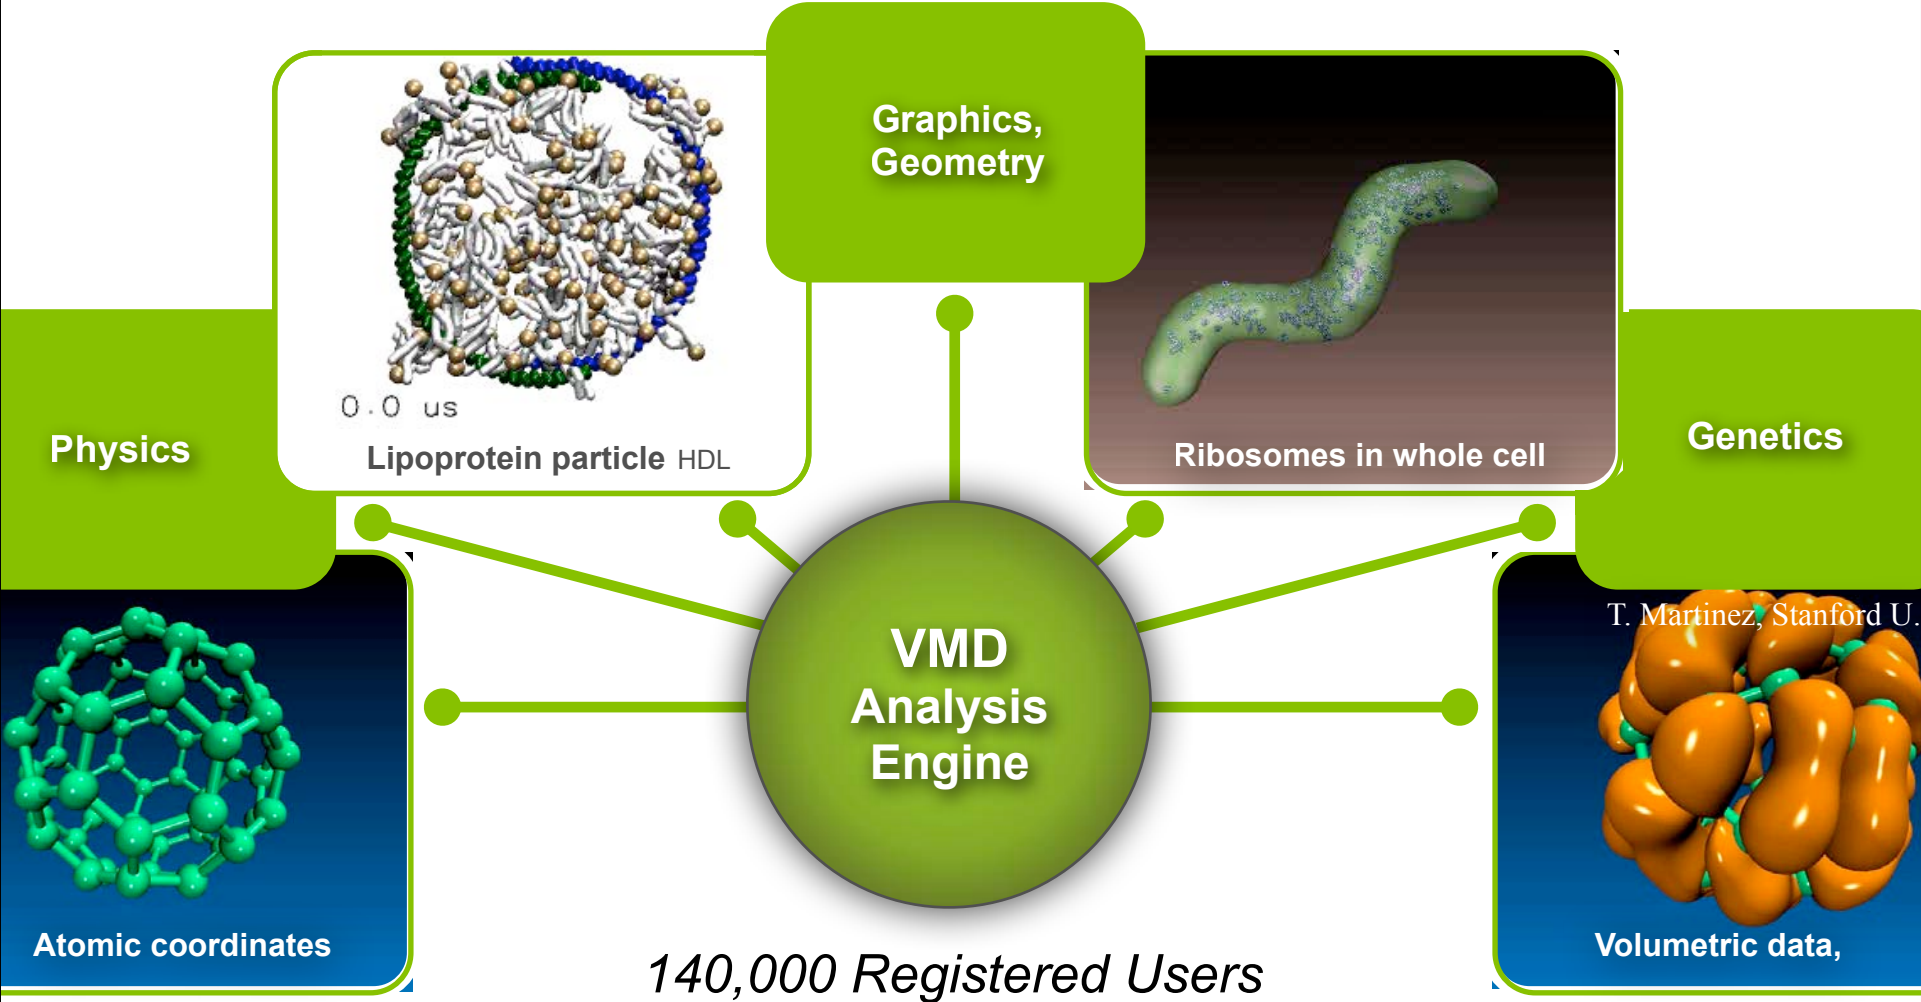 Graphics,
Geometry
0.0 us
Lipoprotein particle HDL
Ribosomes in whole cell
Physics
Genetics
T. Martinez, Stanford U.
VMD
Analysis
Engine
Atomic coordinates
Volumetric data,
140,000 Registered Users